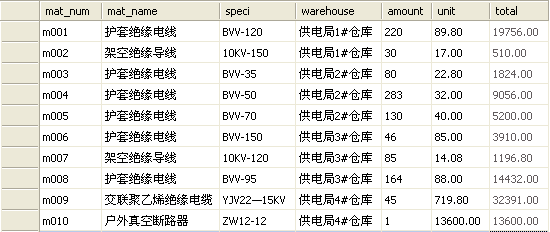 mat_num mat_name speci warehouse amount unit total
m001 护套绝缘电线 BVV-120 供电局1#仓库 220 89.80 19756.00
m002 架空绝缘导线 10KV-150 供电局1#仓库 30 17.00 510.00
m003 护套绝缘电线 BVV-35 供电局2#仓库 80 22.80 1824.00
m004 护套绝缘电线 BVV-50 供电局2#仓库 283 32.00 9056.00
m005 护套绝缘电线 BVV-70 供电局2#仓库 130 40.00 5200.00
m006 护套绝缘电线 BVV-150 供电局3#仓库 46 85.00 3910.00
m007 架空绝缘导线 10KV-120 供电局3#仓库 85 14.08 1196.80
m008 护套绝缘电线 BVV-95 供电局3#仓库 164 88.00 14432.00
m009 交联聚乙烯绝缘电缆 YJV22—15KV 供电局4#仓库 45 719.80 32391.00
m010 户外真空断路器 ZW12-12 供电局4#仓库 1 13600.00 13600.00